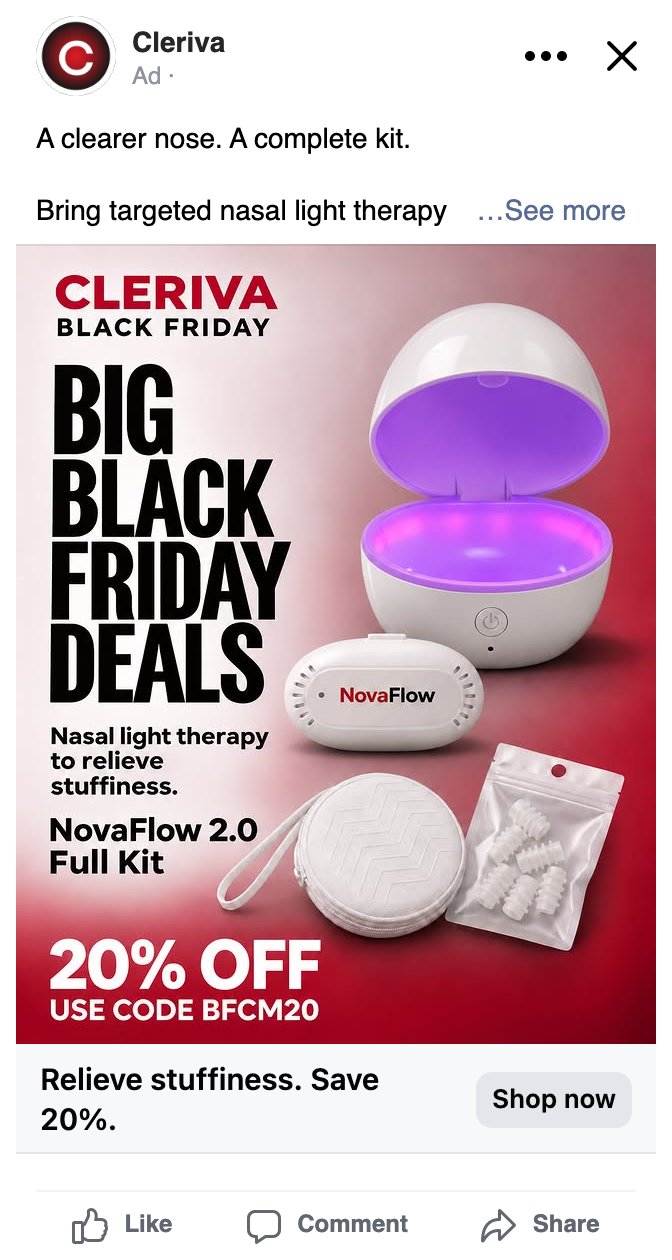 C
Cleriva
Ad ·
A clearer nose. A complete kit.
Bring targeted nasal light therapy ...See more
CLERIVA
BLACK FRIDAY
BIG
BLACK
FRIDAY
DEALS
Nasal light therapy
to relieve
stuffiness.
NovaFlow 2.0
Full Kit
NovaFlow
20% OFF
USE CODE BFCM20
Relieve stuffiness. Save
20%.
Shop now
Like
Comment
Share